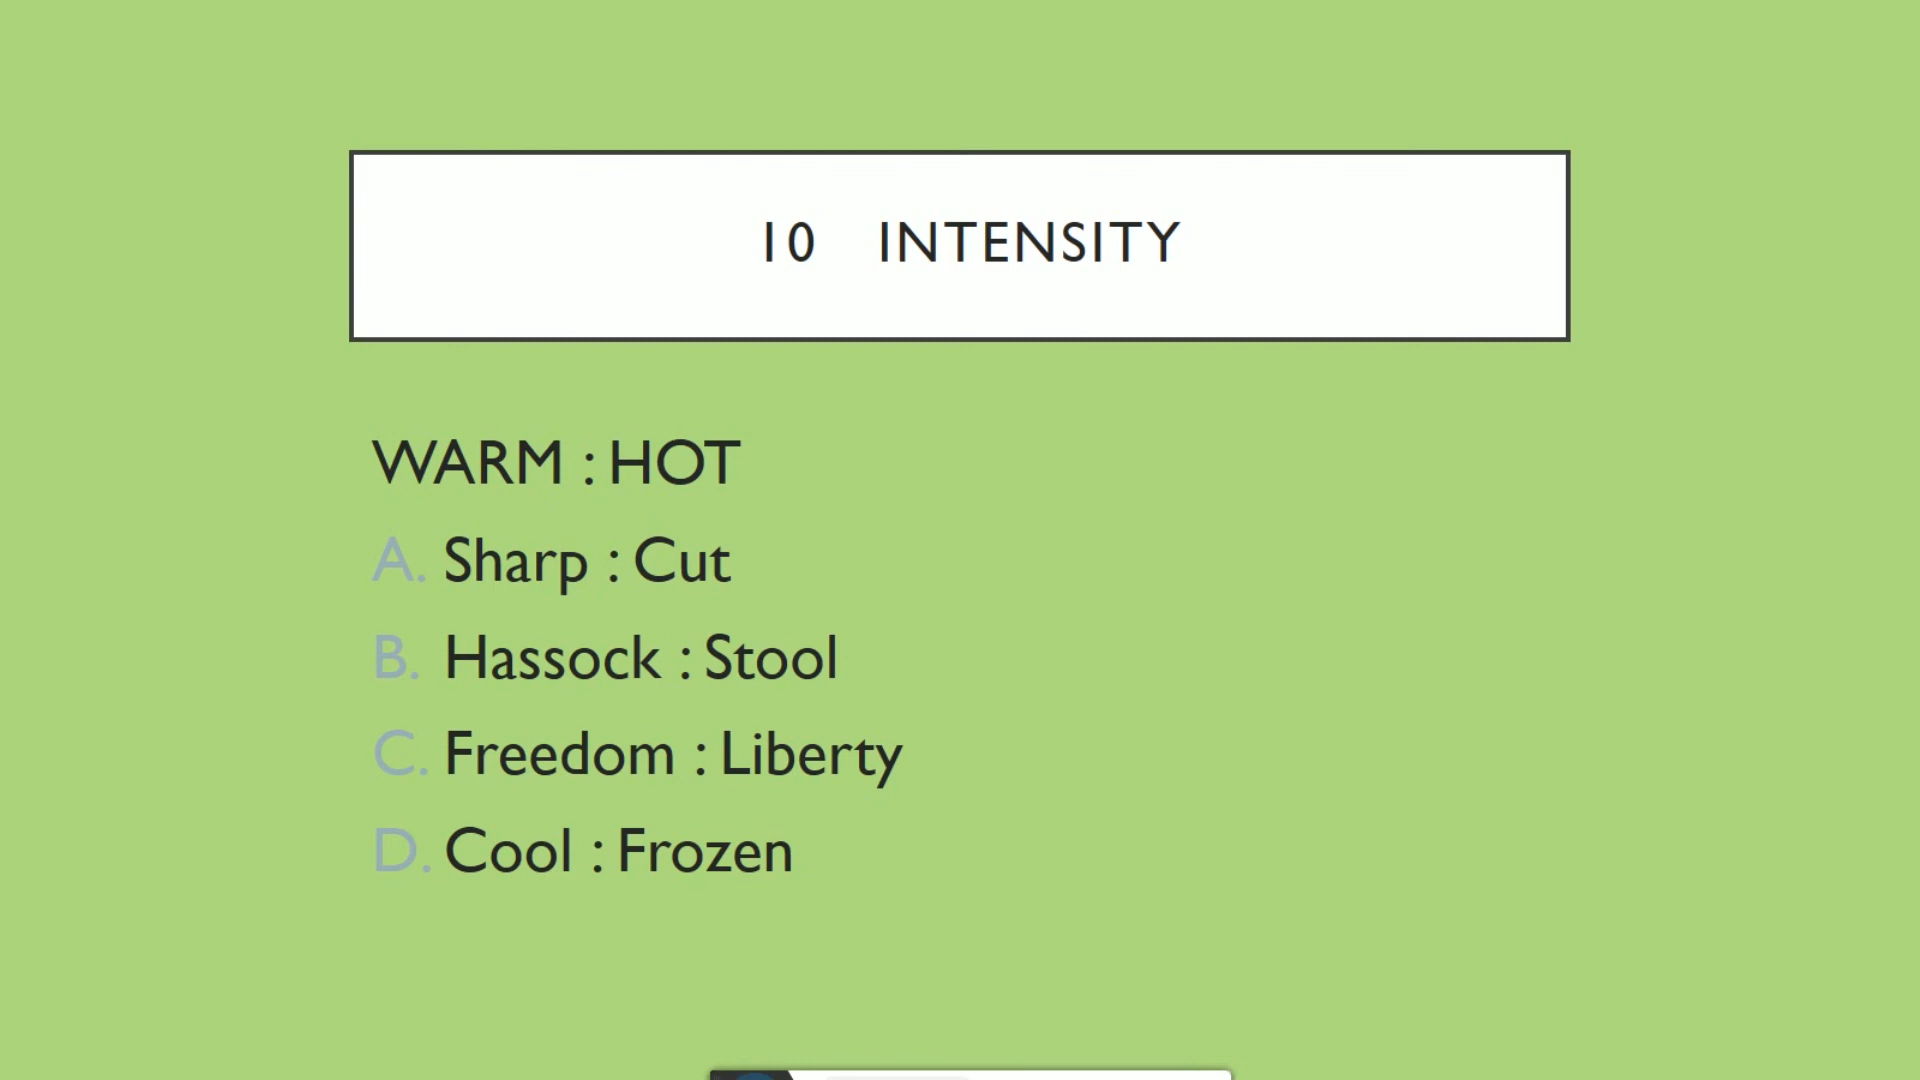 10 INTENSITY
WARM : HOT
A. Sharp : Cut
B. Hassock : Stool
C. Freedom : Liberty
D. Cool : Frozen